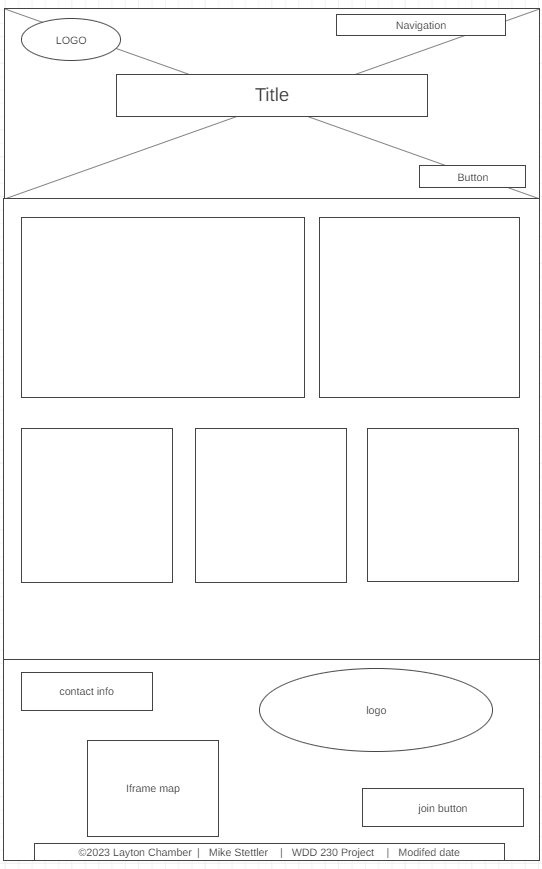 Navigation
LOGO
Title
Button
contact info
logo
Iframe map
join button
©2023 Layton Chamber | Mike Stettler | WDD 230 Project | Modifed date